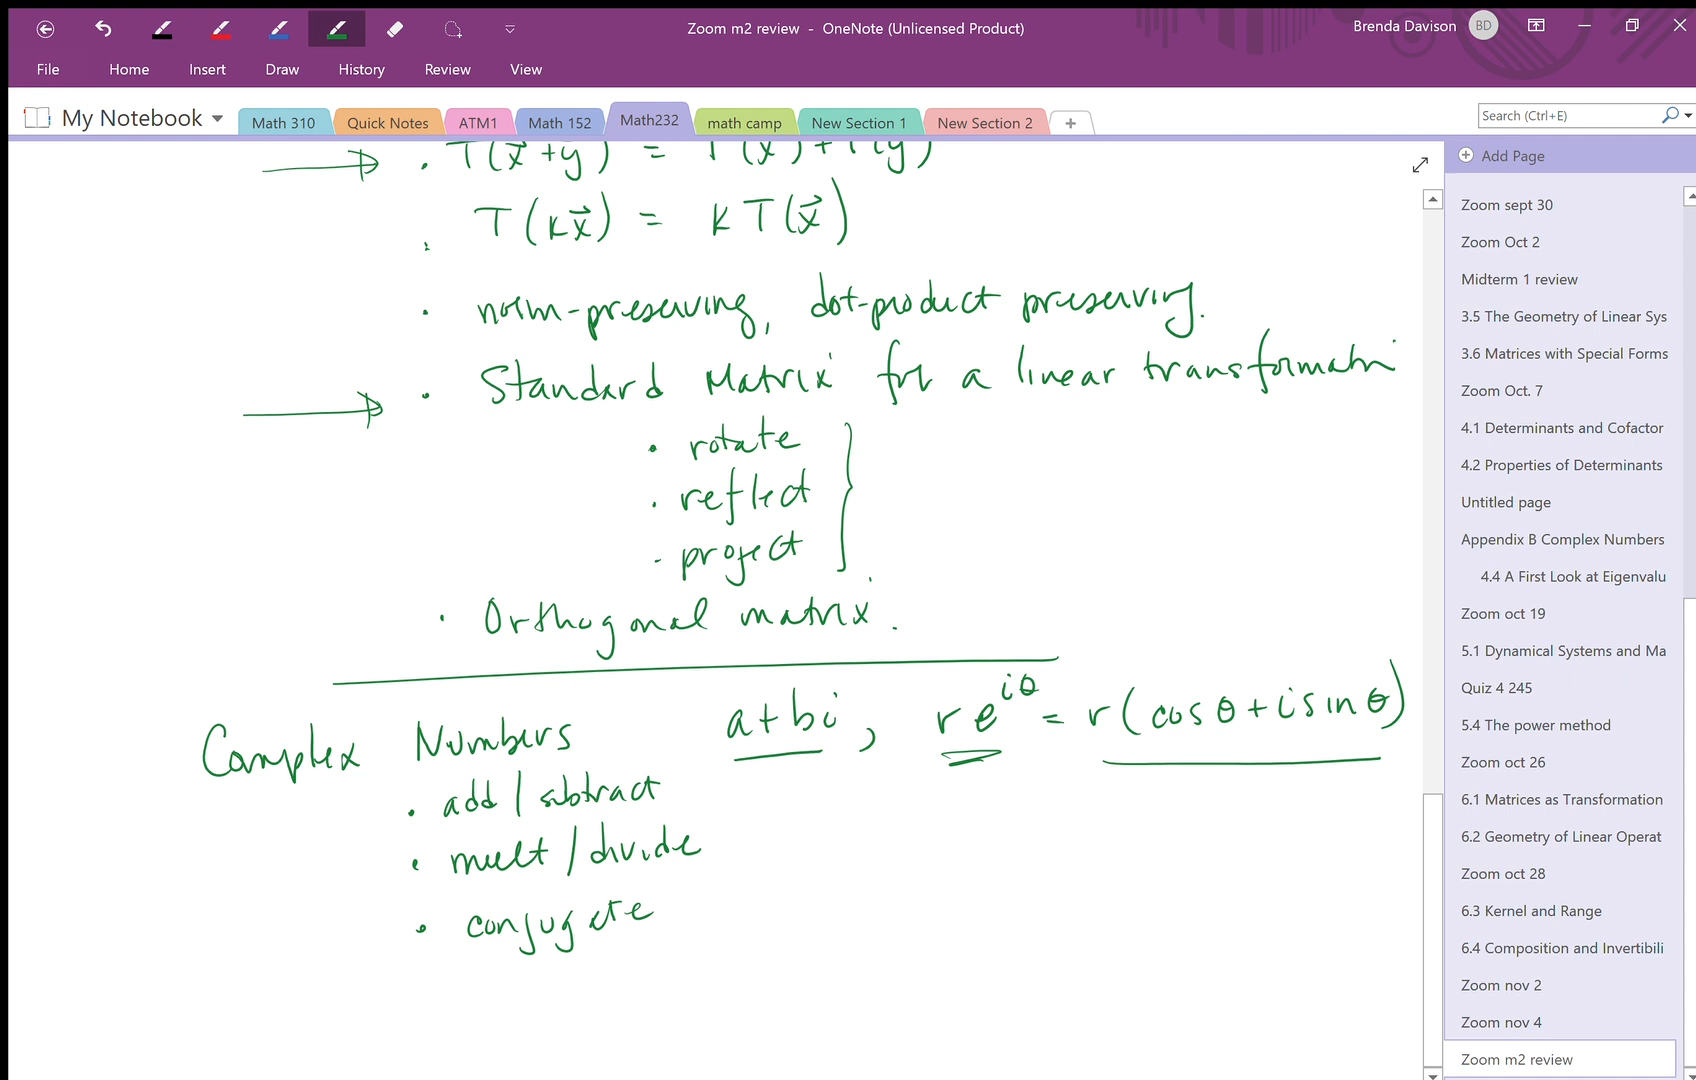 Zoom m2 review - OneNote (Unlicensed Product)
Brenda Davison BD
File Home Insert Draw History Review View
My Notebook Math 310 Quick Notes ATM1 Math 152 Math232 math camp New Section 1 New Section 2 +
Search (Ctrl+E)
Add Page
Zoom sept 30
Zoom Oct 2
Midterm 1 review
3.5 The Geometry of Linear Sys
3.6 Matrices with Special Forms
Zoom Oct. 7
4.1 Determinants and Cofactor
4.2 Properties of Determinants
Untitled page
Appendix B Complex Numbers
4.4 A First Look at Eigenvalu
Zoom oct 19
5.1 Dynamical Systems and Ma
Quiz 4 245
5.4 The power method
Zoom oct 26
6.1 Matrices as Transformation
6.2 Geometry of Linear Operat
Zoom oct 28
6.3 Kernel and Range
6.4 Composition and Invertibili
Zoom nov 2
Zoom nov 4
Zoom m2 review
→ · T(x⃗+y) = T(x)+T(y)
· T(kx⃗) = kT(x⃗)
· norm-preserving, dot-product preserving.
→ · Standard Matrix for a linear transformatn
· rotate
· reflect
- project
· Orthogonal matrix.
Complex Numbers a+bi, re^{iθ} = r(cosθ+isinθ)
· add/subtract
· mult/divide
· conjugate